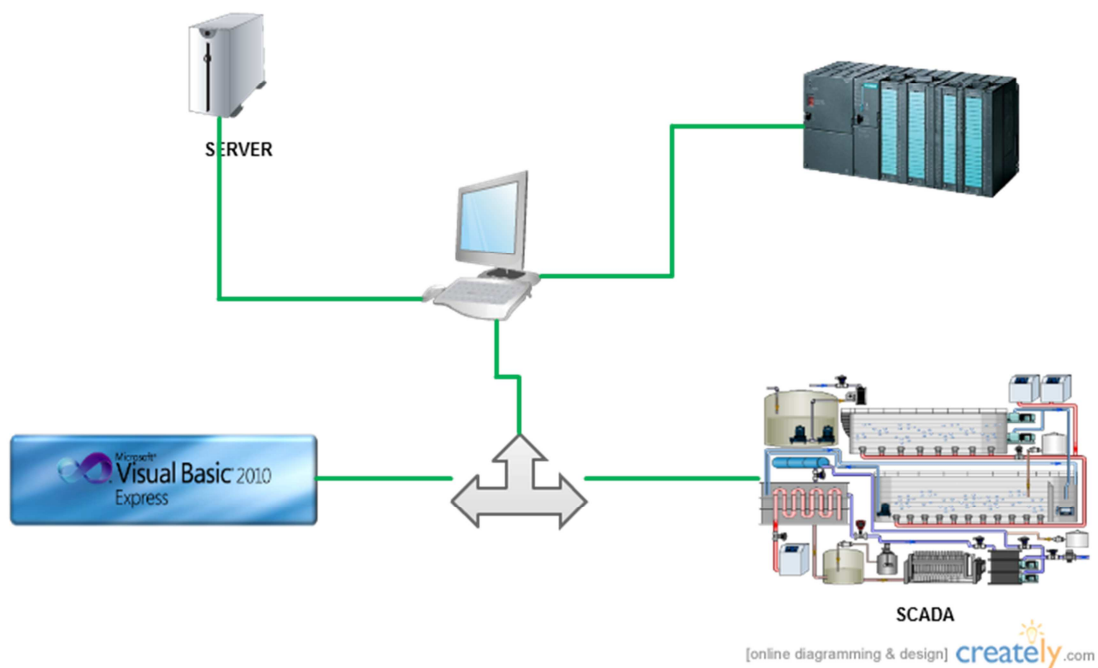 SERVER
Microsoft®
Visual Basic® 2010
Express
SCADA
[online diagramming & design] creately.com